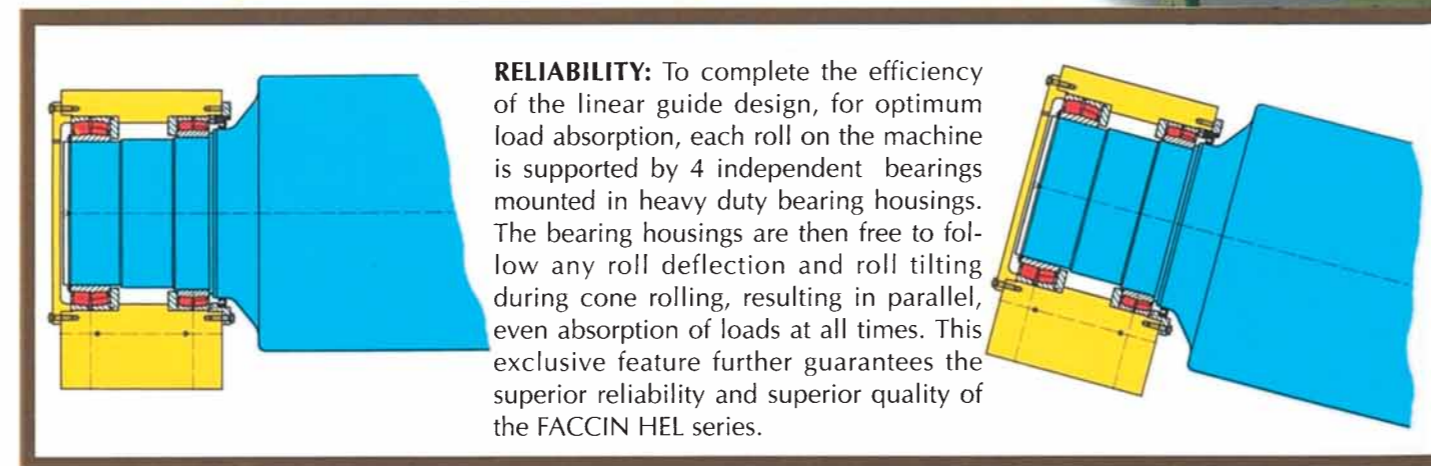 RELIABILITY: To complete the efficiency
of the linear guide design, for optimum
load absorption, each roll on the machine
is supported by 4 independent bearings
mounted in heavy duty bearing housings.
The bearing housings are then free to fol-
low any roll deflection and roll tilting
during cone rolling, resulting in parallel,
even absorption of loads at all times. This
exclusive feature further guarantees the
superior reliability and superior quality of
the FACCIN HEL series.